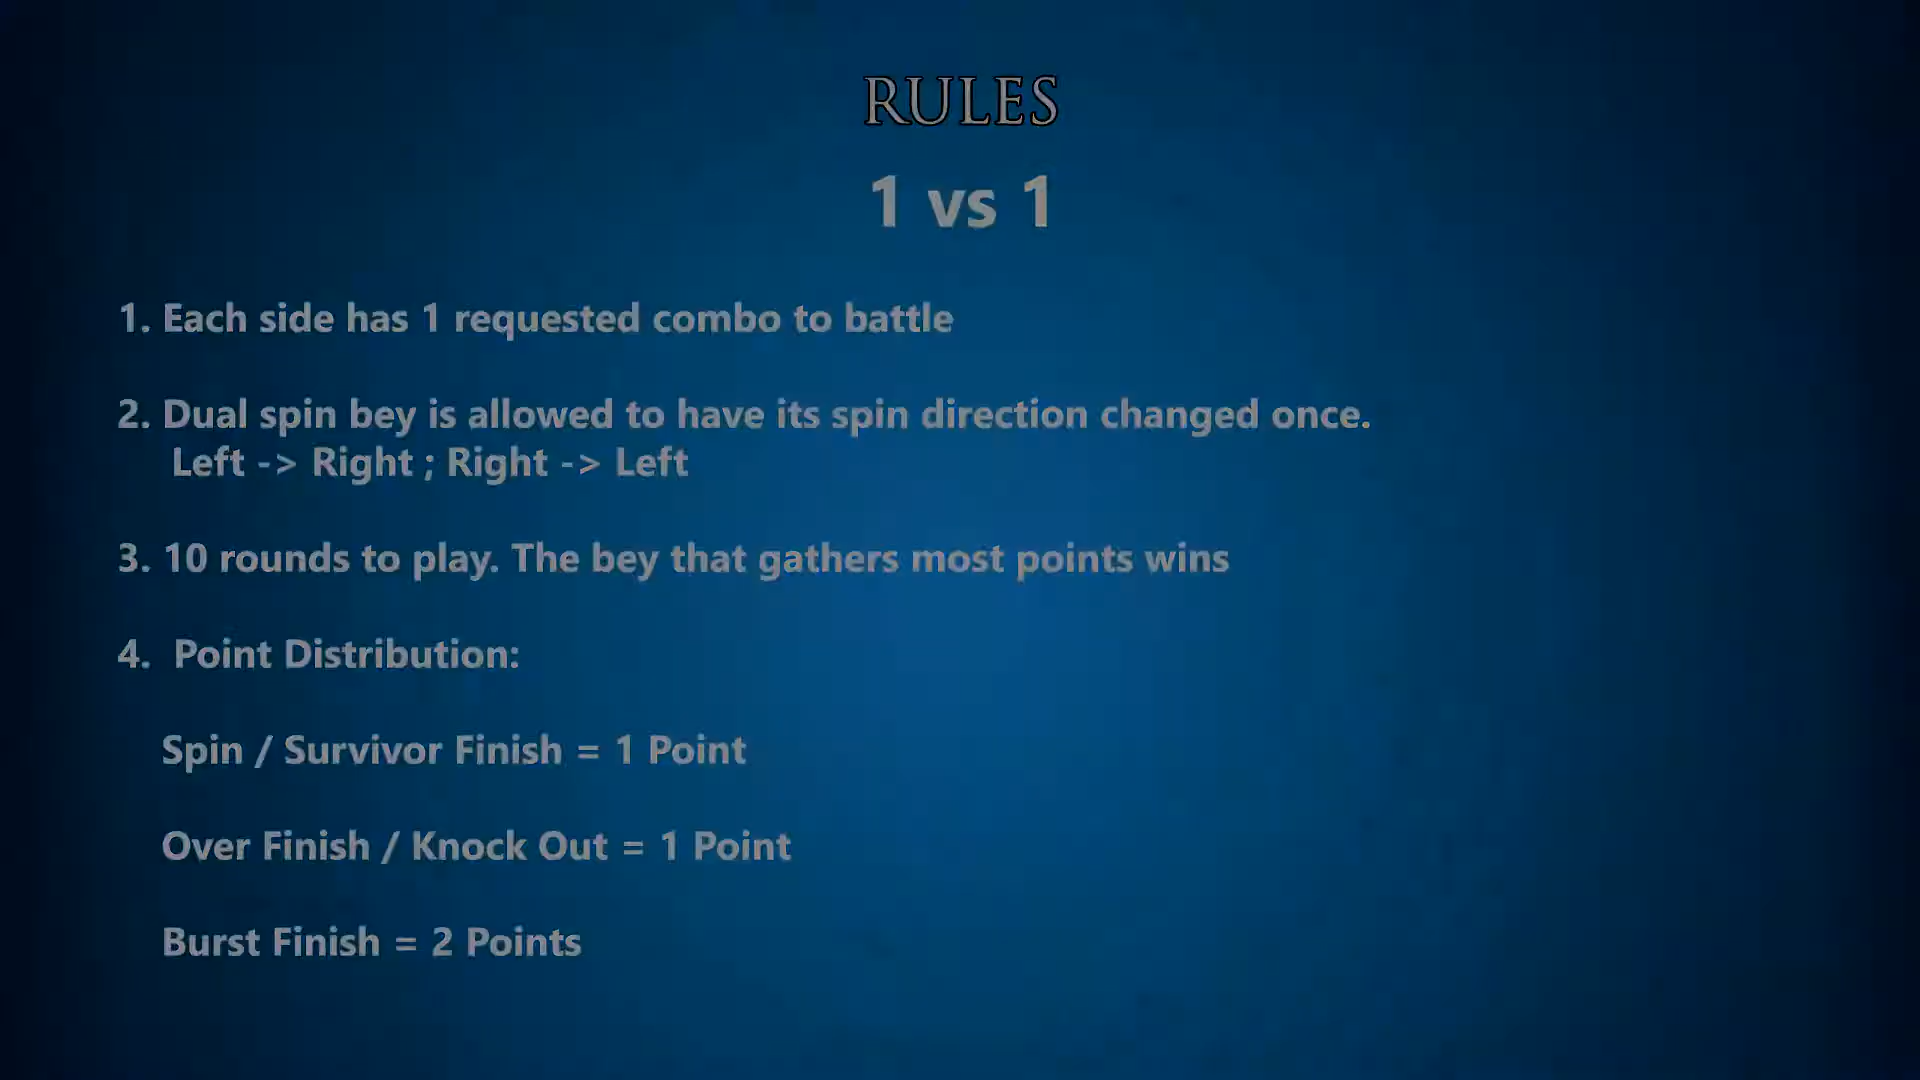 RULES
1 vs 1
1. Each side has 1 requested combo to battle
2. Dual spin bey is allowed to have its spin direction changed once.
Left -> Right ; Right -> Left
3. 10 rounds to play. The bey that gathers most points wins
4. Point Distribution:
Spin / Survivor Finish = 1 Point
Over Finish / Knock Out = 1 Point
Burst Finish = 2 Points